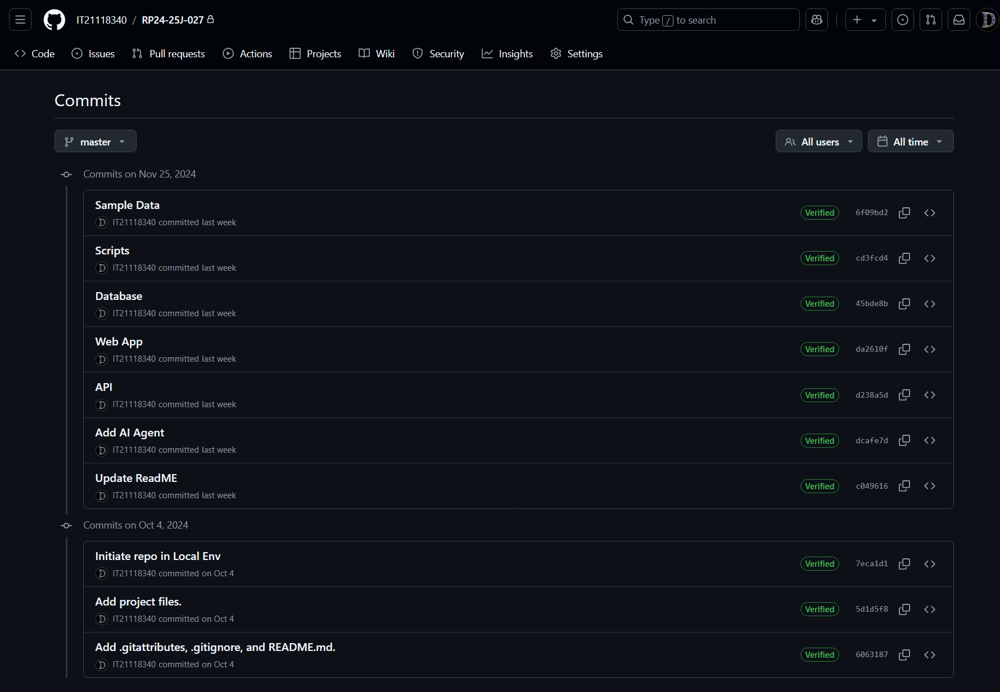 IT21118340 / RP24-25J-027
Type / to search
Code Issues Pull requests Actions Projects Wiki Security Insights Settings
Commits
master
All users All time
Commits on Nov 25, 2024
Sample Data
IT21118340 committed last week
Verified 6f09bd2
Scripts
IT21118340 committed last week
Verified cd3fcd4
Database
IT21118340 committed last week
Verified 45bde8b
Web App
IT21118340 committed last week
Verified da2610f
API
IT21118340 committed last week
Verified d238a5d
Add AI Agent
IT21118340 committed last week
Verified dcafe7d
Update ReadME
IT21118340 committed last week
Verified c049616
Commits on Oct 4, 2024
Initiate repo in Local Env
IT21118340 committed on Oct 4
Verified 7eca1d1
Add project files.
IT21118340 committed on Oct 4
Verified 5d1d5f8
Add .gitattributes, .gitignore, and README.md.
IT21118340 committed on Oct 4
Verified 6063187